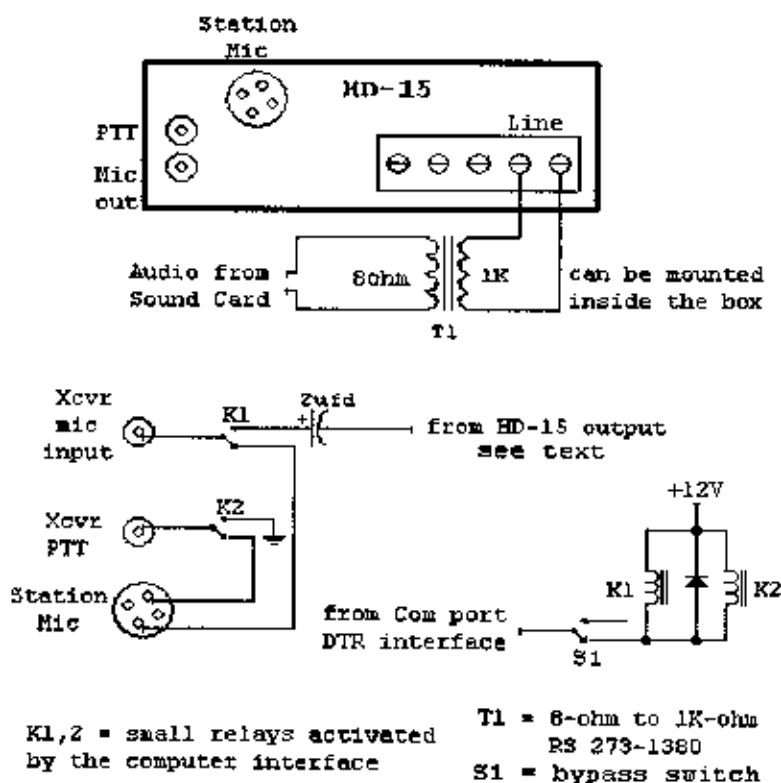 Station
Mic
HD-15
PTT
Line
Mic
out
Audio from
Sound Card
8ohm
1K
can be mounted
inside the box
T1
Xcvr
mic
input
K1
2ufd
+
from HD-15 output
see text
K2
Xcvr
PTT
+12V
Station
Mic
K1
K2
from Com port
DTR interface
S1
K1,2 = small relays activated
by the computer interface
T1 = 8-ohm to 1K-ohm
RS 273-1380
S1 = bypass switch